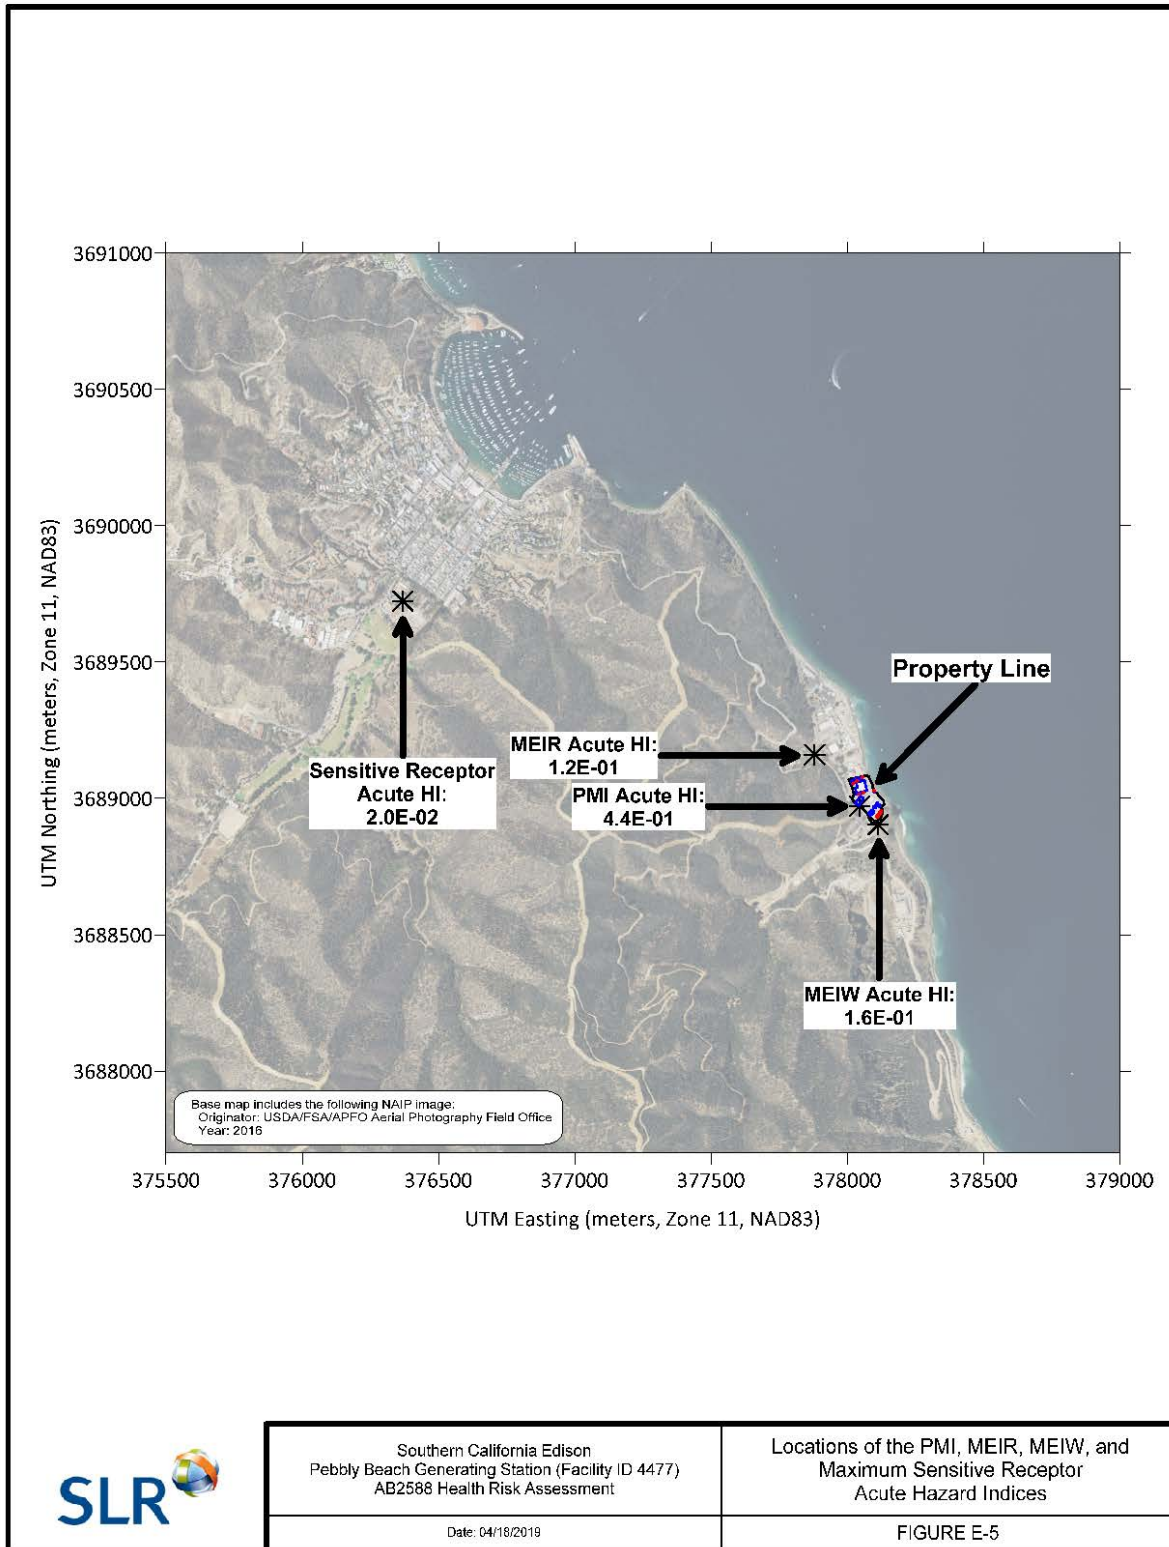 3691000
3690500
3690000
3689500
3689000
3688500
3688000
UTM Northing (meters, Zone 11, NAD83)
Property Line
MEIR Acute HI:
1.2E-01
Sensitive Receptor
Acute HI:
2.0E-02
PMI Acute HI:
4.4E-01
MEIW Acute HI:
1.6E-01
Base map includes the following NAIP image:
Originator: USDA/FSA/APFO Aerial Photography Field Office
Year: 2016
375500
376000
376500
377000
377500
378000
378500
379000
UTM Easting (meters, Zone 11, NAD83)
SLR
Southern California Edison
Pebbly Beach Generating Station (Facility ID 4477)
AB2588 Health Risk Assessment
Date: 04/18/2019
Locations of the PMI, MEIR, MEIW, and
Maximum Sensitive Receptor
Acute Hazard Indices
FIGURE E-5